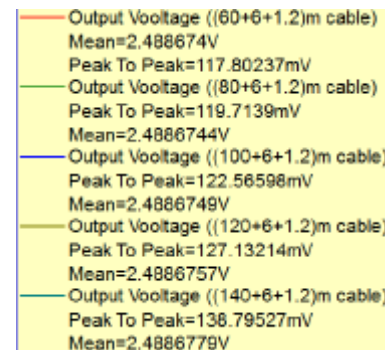 Output Vooltage ((60+6+1.2)m cable)
Mean=2.488674V
Peak To Peak=117.80237mV
Output Vooltage ((80+6+1.2)m cable)
Peak To Peak=119.7139mV
Mean=2.4886744V
Output Vooltage ((100+6+1.2)m cable)
Peak To Peak=122.56598mV
Mean=2.4886749V
Output Vooltage ((120+6+1.2)m cable)
Peak To Peak=127.13214mV
Mean=2.4886757V
Output Vooltage ((140+6+1.2)m cable)
Peak To Peak=138.79527mV
Mean=2.4886779V